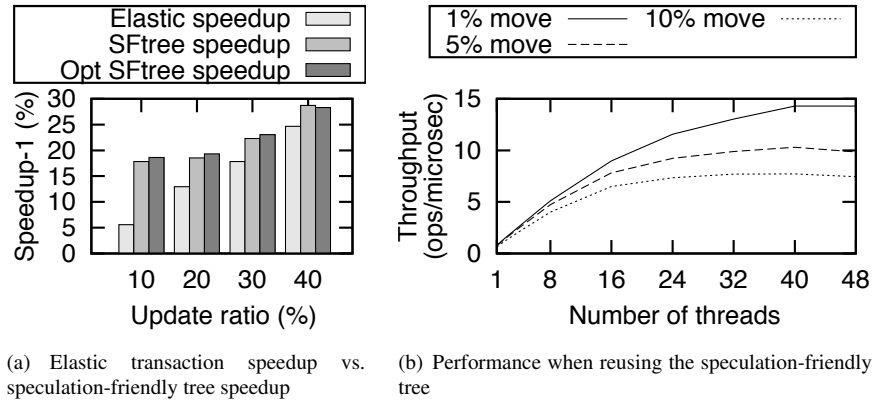 Elastic speedup
SFtree speedup
Opt SFtree speedup
30
25
20
15
10
5
0
Speedup-1 (%)
10 20 30 40
Update ratio (%)
(a) Elastic transaction speedup vs.
speculation-friendly tree speedup
1% move 10% move
5% move
15
10
5
0
Throughput
(ops/microsec)
1 8 16 24 32 40 48
Number of threads
(b) Performance when reusing the speculation-friendly
tree